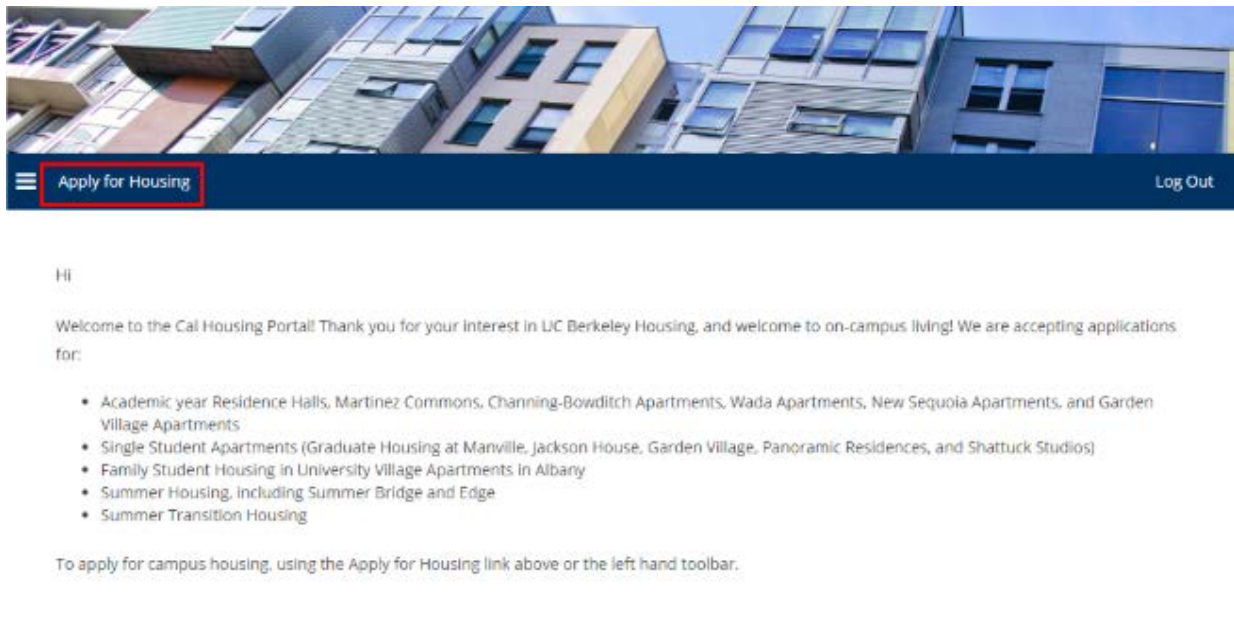 Apply for Housing
Log Out
Hi
Welcome to the Cal Housing Portal! Thank you for your interest in UC Berkeley Housing, and welcome to on-campus living! We are accepting applications
for:
• Academic year Residence Halls, Martinez Commons, Channing-Bowditch Apartments, Wada Apartments, New Sequoia Apartments, and Garden
Village Apartments
• Single Student Apartments (Graduate Housing at Manville, Jackson House, Garden Village, Panoramic Residences, and Shattuck Studios)
• Family Student Housing in University Village Apartments in Albany
• Summer Housing, including Summer Bridge and Edge
• Summer Transition Housing
To apply for campus housing, using the Apply for Housing link above or the left hand toolbar.